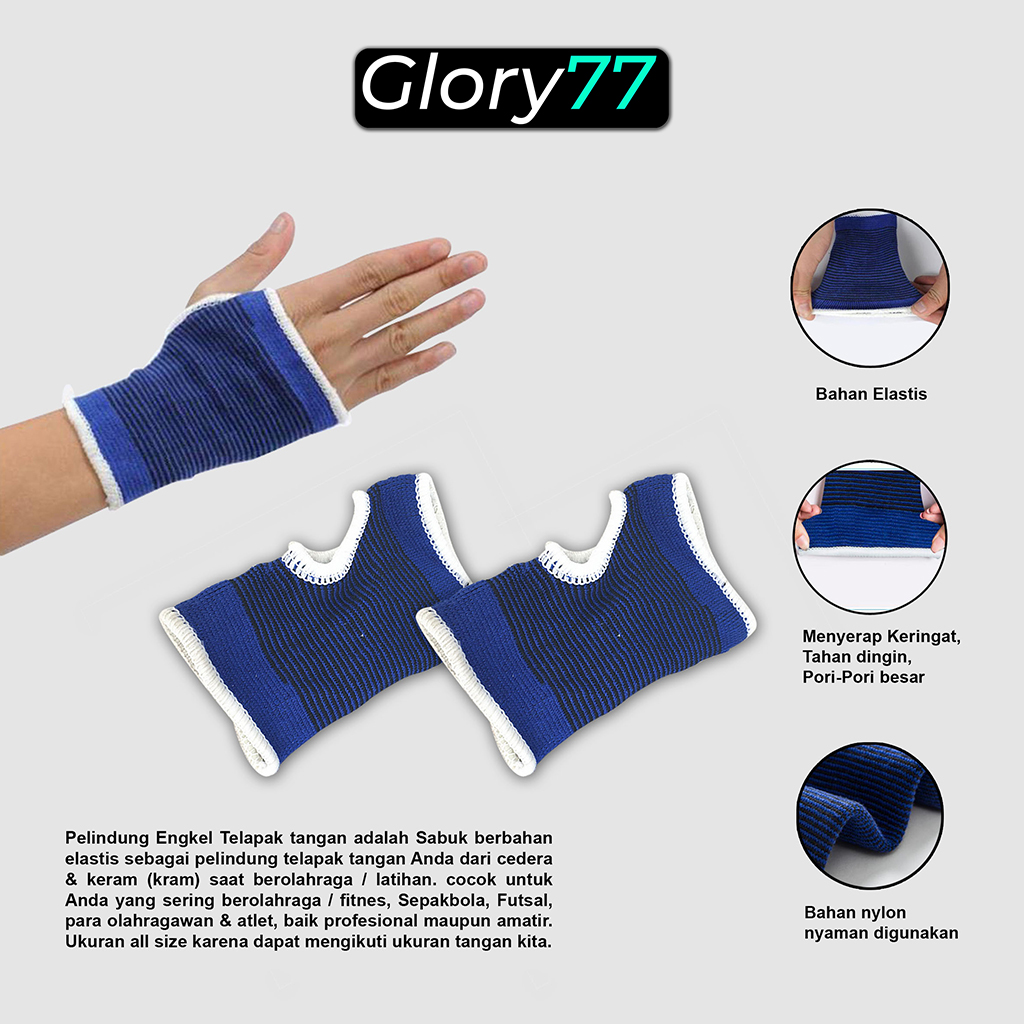 Glory77
Bahan Elastis
Menyerap Keringat,
Tahan dingin,
Pori-Pori besar
Bahan nylon
nyaman digunakan
Pelindung Engkel Telapak tangan adalah Sabuk berbahan
elastis sebagai pelindung telapak tangan Anda dari cedera
& keram (kram) saat berolahraga / latihan. cocok untuk
Anda yang sering berolahraga / fitnes, Sepakbola, Futsal,
para olahragawan & atlet, baik profesional maupun amatir.
Ukuran all size karena dapat mengikuti ukuran tangan kita.